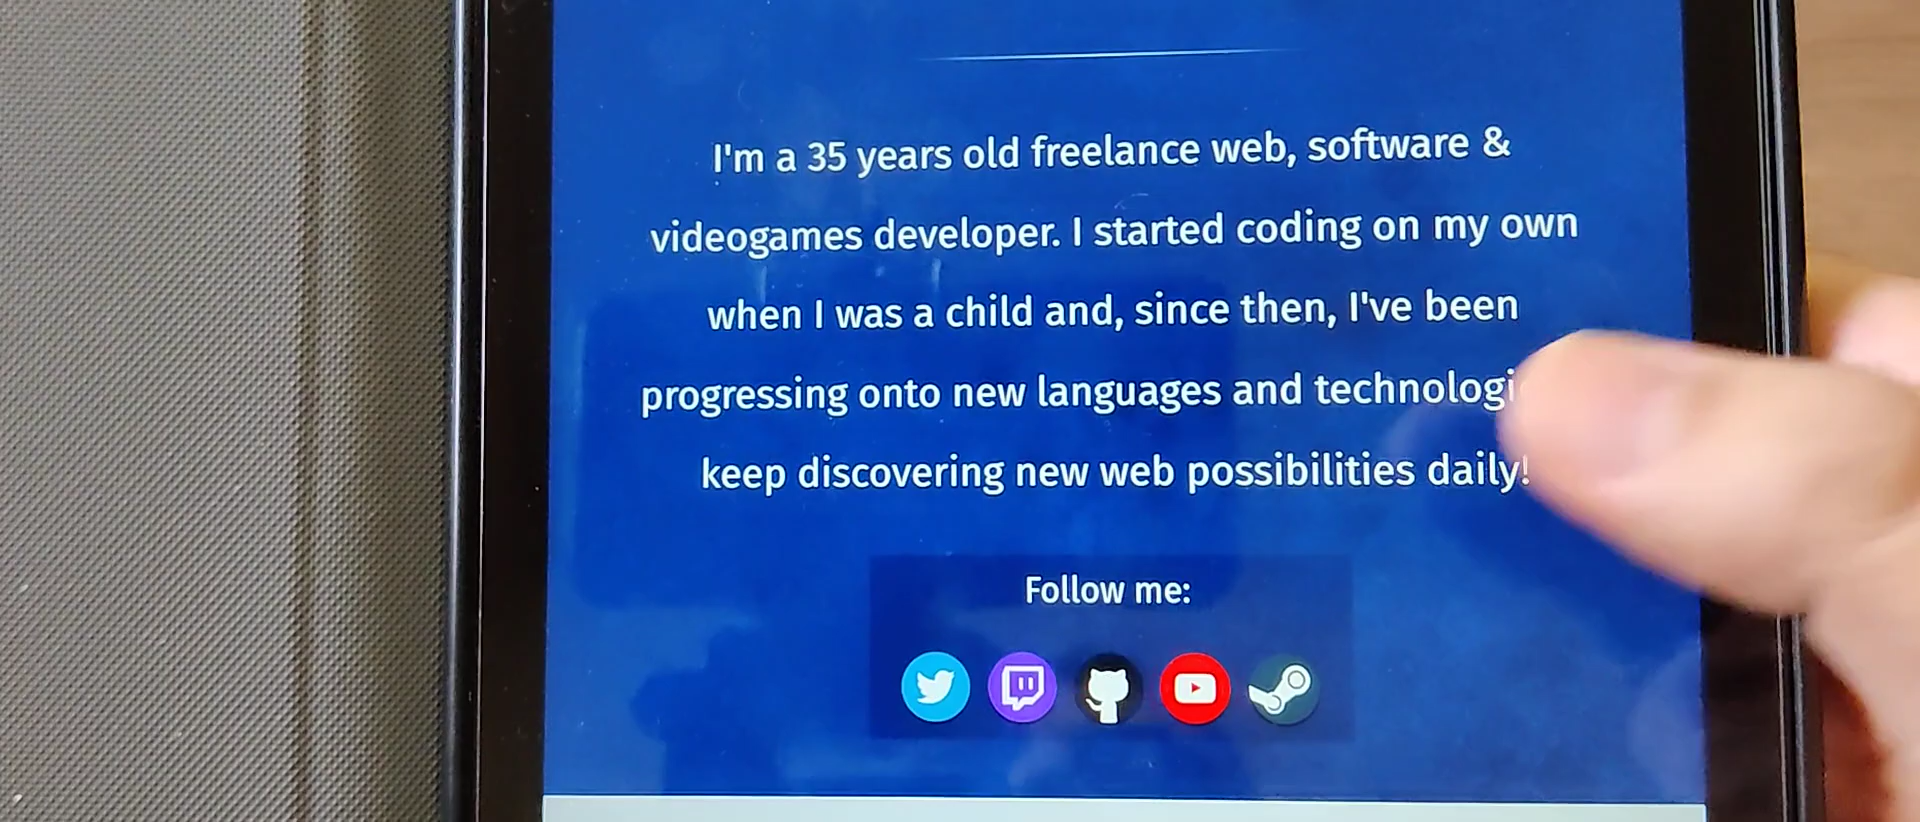 I'm a 35 years old freelance web, software &
videogames developer. I started coding on my own
when I was a child and, since then, I've been
progressing onto new languages and
keep discovering new web possibilities daily!
Follow me: